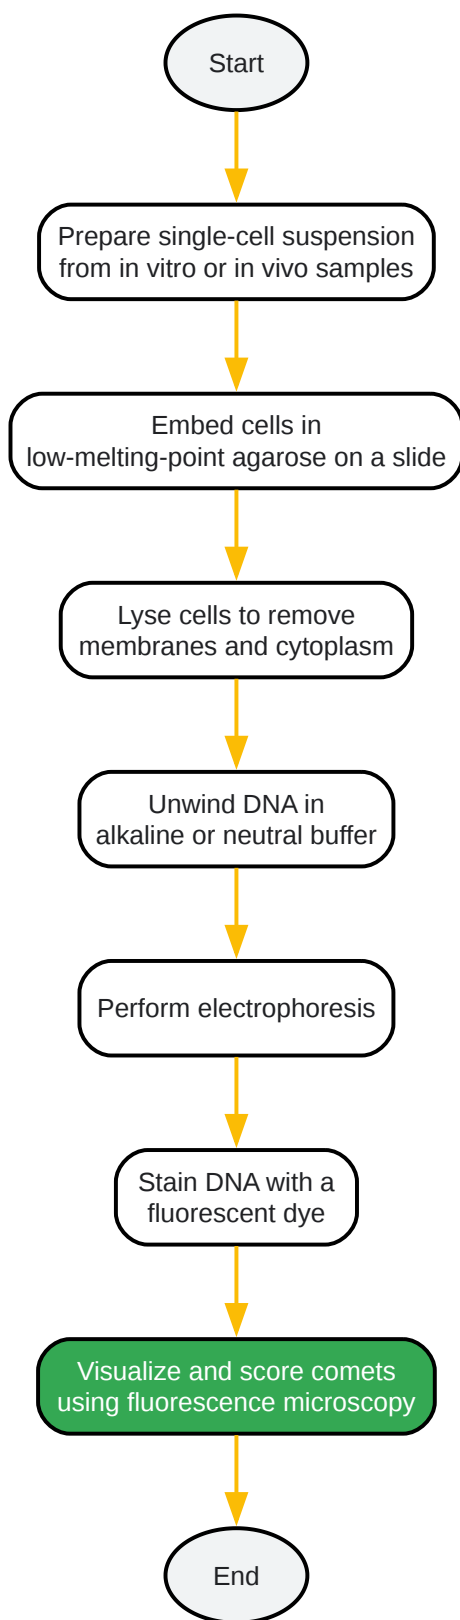 Start
Prepare single-cell suspension
from in vitro or in vivo samples
Embed cells in
low-melting-point agarose on a slide
Lyse cells to remove
membranes and cytoplasm
Unwind DNA in
alkaline or neutral buffer
Perform electrophoresis
Stain DNA with a
fluorescent dye
Visualize and score comets
using fluorescence microscopy
End